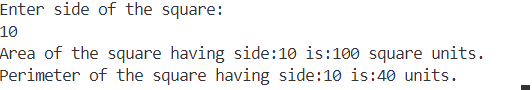 Enter side of the square:
10
Area of the square having side:10 is:100 square units.
Perimeter of the square having side:10 is:40 units.